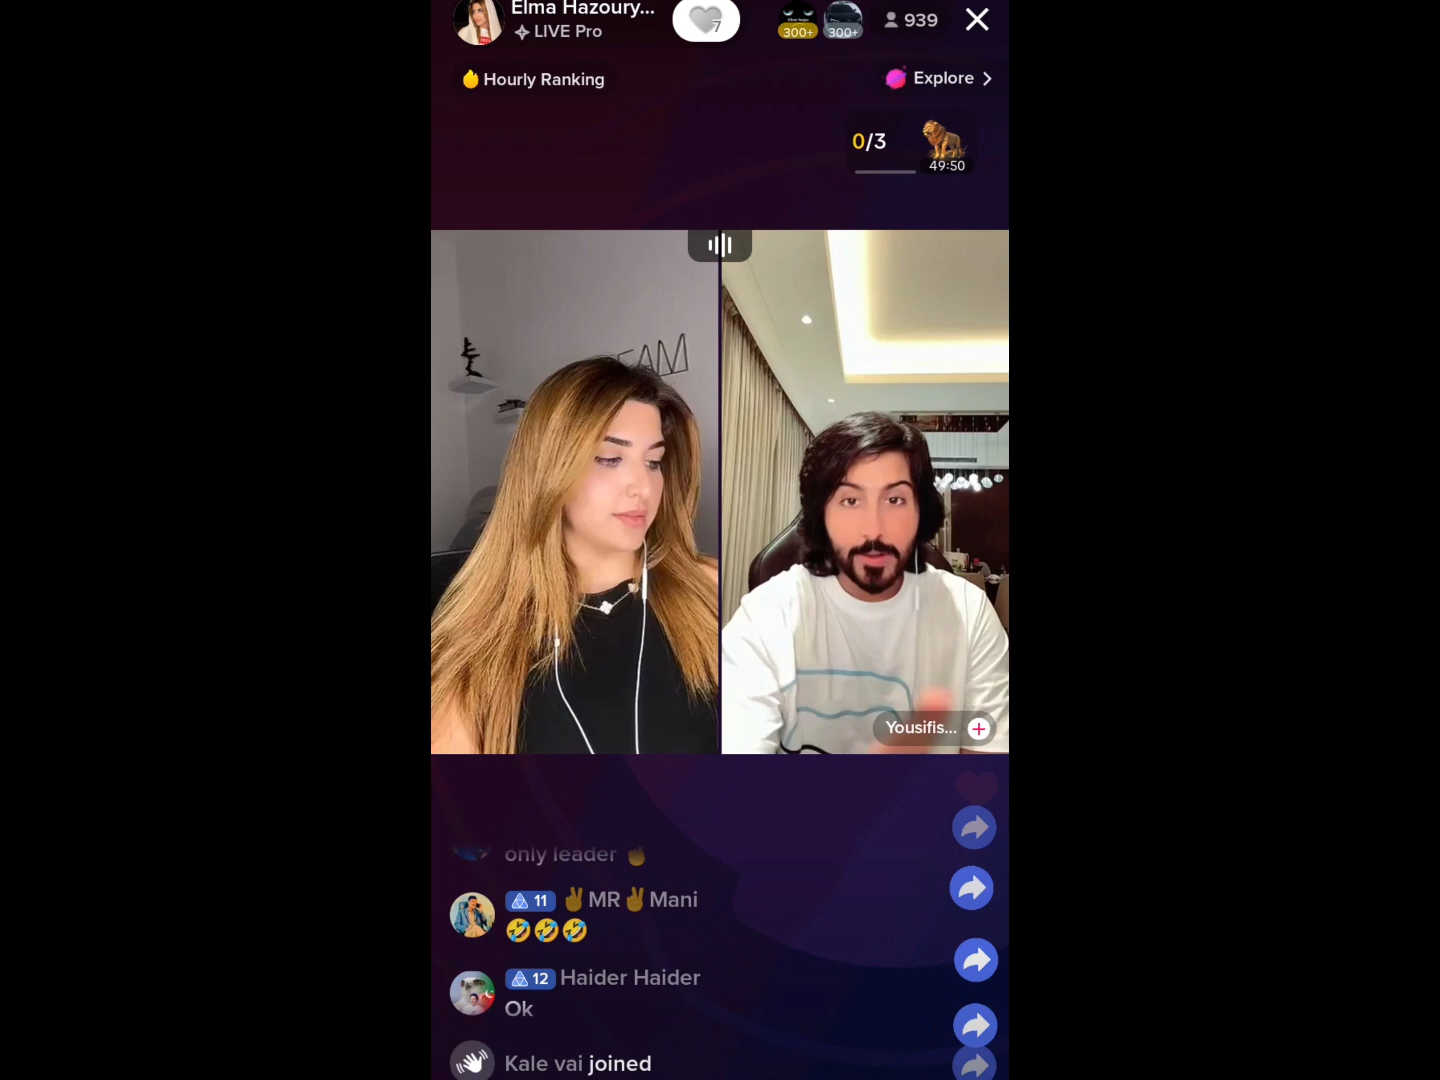 Elma Hazoury...
LIVE Pro
7
300+
300+
939
Hourly Ranking
Explore
0/3
49:50
EAM
Yousifis...
only leader ☝
11 ✌MR✌Mani
🤣🤣🤣
12 Haider Haider
Ok
Kale vai joined